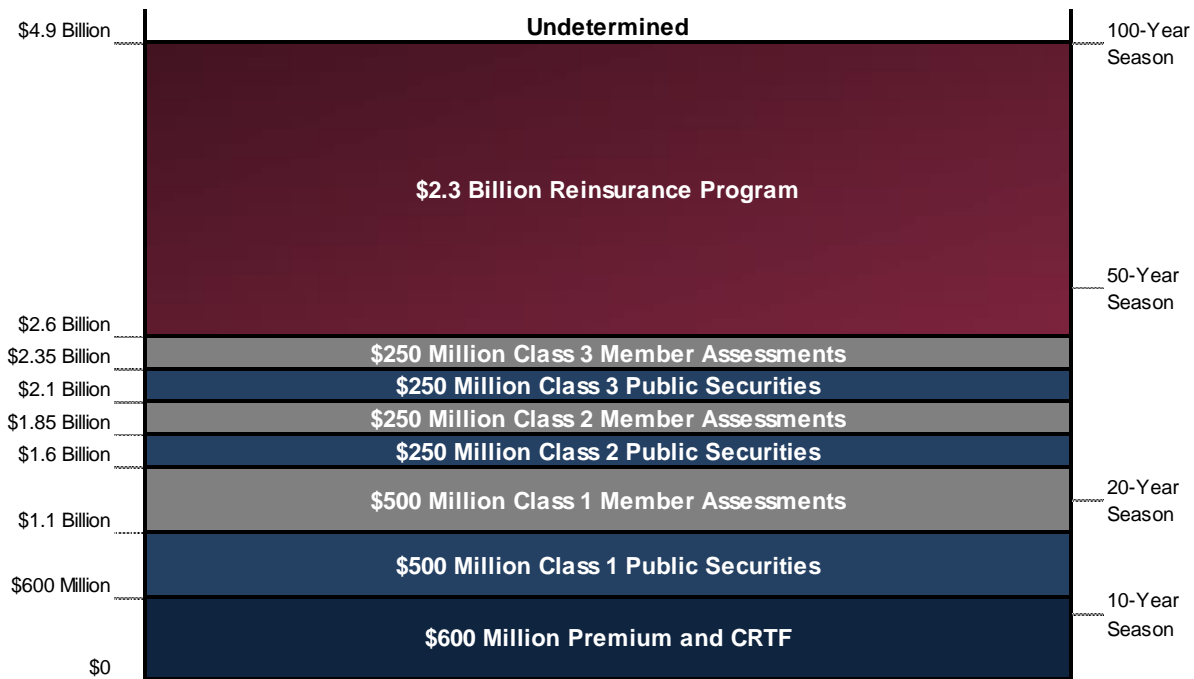 Undetermined
$4.9 Billion
100-Year
Season
$2.3 Billion Reinsurance Program
50-Year
Season
$2.6 Billion
$250 Million Class 3 Member Assessments
$2.35 Billion
$250 Million Class 3 Public Securities
$2.1 Billion
$250 Million Class 2 Member Assessments
$1.85 Billion
$250 Million Class 2 Public Securities
$1.6 Billion
$500 Million Class 1 Member Assessments
20-Year
Season
$1.1 Billion
$500 Million Class 1 Public Securities
$600 Million
10-Year
Season
$600 Million Premium and CRTF
$0